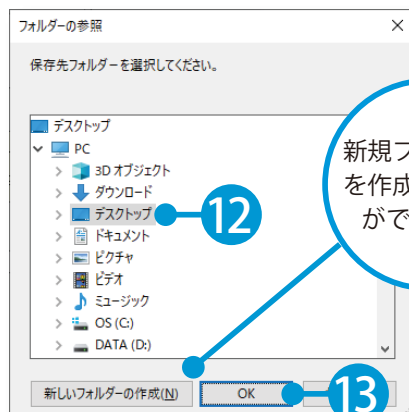 フォルダーの参照
保存先フォルダーを選択してください。
デスクトップ
PC
3D オブジェクト
ダウンロード
デスクトップ
12
ドキュメント
ピクチャ
ビデオ
ミュージック
OS (C:)
DATA (D:)
新規フ
を作成
がで
新しいフォルダーの作成(N)
OK
13